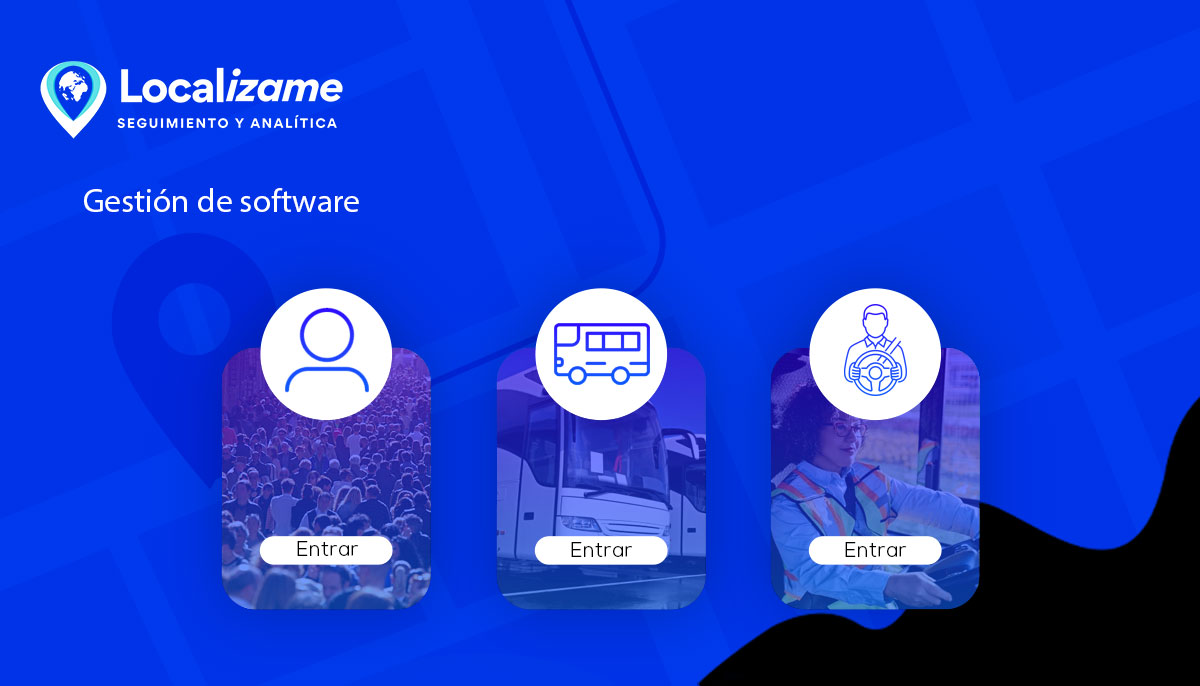 Localizame
SEGUIMIENTO Y ANALÍTICA
Gestión de software
Entrar
Entrar
Entrar